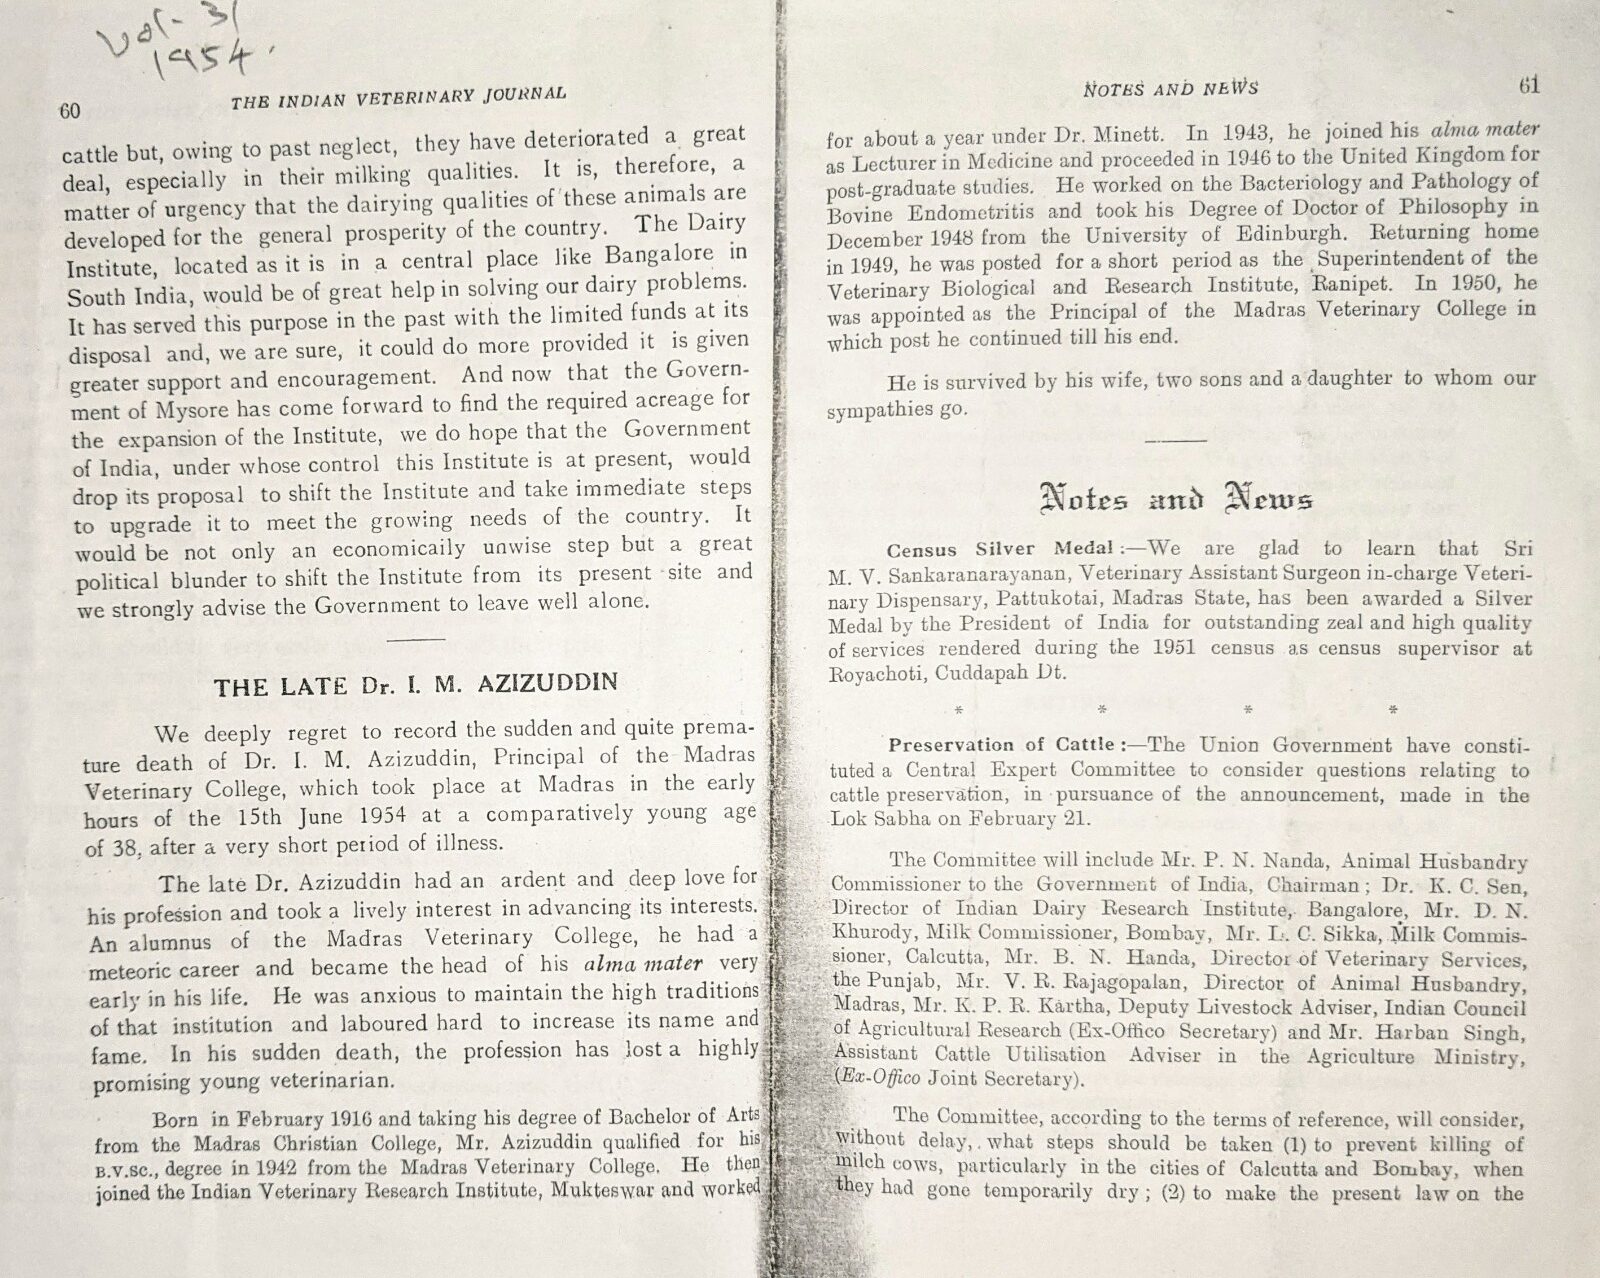 Vol- 31
1954.
60
THE INDIAN VETERINARY JOURNAL
cattle but, owing to past neglect, they have deteriorated a great
deal, especially in their milking qualities. It is, therefore, a
matter of urgency that the dairying qualities of these animals are
developed for the general prosperity of the country. The Dairy
Institute, located as it is in a central place like Bangalore in
South India, would be of great help in solving our dairy problems.
It has served this purpose in the past with the limited funds at its
disposal and, we are sure, it could do more provided it is given
greater support and encouragement. And now that the Govern-
ment of Mysore has come forward to find the required acreage for
the expansion of the Institute, we do hope that the Government
of India, under whose control this Institute is at present, would
drop its proposal to shift the Institute and take immediate steps
to upgrade it to meet the growing needs of the country. It
would be not only an economicaily unwise step but a great
political blunder to shift the Institute from its present site and
we strongly advise the Government to leave well alone.
THE LATE Dr. I. M. AZIZUDDIN
We deeply regret to record the sudden and quite prema-
ture death of Dr. I. M. Azizuddin, Principal of the Madras
Veterinary College, which took place at Madras in the early
hours of the 15th June 1954 at a comparatively young age
of 38, after a very short period of illness.
The late Dr. Azizuddin had an ardent and deep love for
his profession and took a lively interest in advancing its interests.
An alumnus of the Madras Veterinary College, he had a
meteoric career and became the head of his alma mater very
early in his life. He was anxious to maintain the high traditions
of that institution and laboured hard to increase its name and
fame. In his sudden death, the profession has lost a highly
promising young veterinarian.
Born in February 1916 and taking his degree of Bachelor of Arts
from the Madras Christian College, Mr. Azizuddin qualified for his
B.V.SC., degree in 1942 from the Madras Veterinary College. He then
joined the Indian Veterinary Research Institute, Mukteswar and worked
NOTES AND NEWS
61
for about a year under Dr. Minett. In 1943, he joined his alma mater
as Lecturer in Medicine and proceeded in 1946 to the United Kingdom for
post-graduate studies. He worked on the Bacteriology and Pathology of
Bovine Endometritis and took his Degree of Doctor of Philosophy in
December 1948 from the University of Edinburgh. Returning home
in 1949, he was posted for a short period as the Superintendent of the
Veterinary Biological and Research Institute, Ranipet. In 1950, he
was appointed as the Principal of the Madras Veterinary College in
which post he continued till his end.
He is survived by his wife, two sons and a daughter to whom our
sympathies go.
Notes and News
Census Silver Medal :—We are glad to learn that Sri
M. V. Sankaranarayanan, Veterinary Assistant Surgeon in-charge Veteri-
nary Dispensary, Pattukotai, Madras State, has been awarded a Silver
Medal by the President of India for outstanding zeal and high quality
of services rendered during the 1951 census as census supervisor at
Royachoti, Cuddapah Dt.
* * * *
Preservation of Cattle :—The Union Government have consti-
tuted a Central Expert Committee to consider questions relating to
cattle preservation, in pursuance of the announcement, made in the
Lok Sabha on February 21.
The Committee will include Mr. P. N. Nanda, Animal Husbandry
Commissioner to the Government of India, Chairman ; Dr. K. C. Sen,
Director of Indian Dairy Research Institute, Bangalore, Mr. D. N.
Khurody, Milk Commissioner, Bombay, Mr. L. C. Sikka, Milk Commis-
sioner, Calcutta, Mr. B. N. Handa, Director of Veterinary Services,
the Punjab, Mr. V. R. Rajagopalan, Director of Animal Husbandry,
Madras, Mr. K. P. R. Kartha, Deputy Livestock Adviser, Indian Council
of Agricultural Research (Ex-Offico Secretary) and Mr. Harban Singh,
Assistant Cattle Utilisation Adviser in the Agriculture Ministry,
(Ex-Offico Joint Secretary).
The Committee, according to the terms of reference, will consider,
without delay, what steps should be taken (1) to prevent killing of
milch cows, particularly in the cities of Calcutta and Bombay, when
they had gone temporarily dry ; (2) to make the present law on the